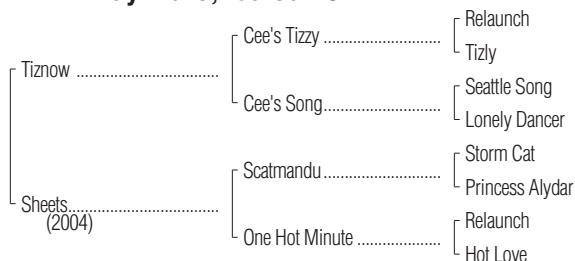 Relaunch
Cee's Tizzy
Tizly
Tiznow
Seattle Song
Cee's Song
Lonely Dancer
Storm Cat
Scatmandu
Princess Alydar
Sheets
(2004)
Relaunch
One Hot Minute
Hot Love